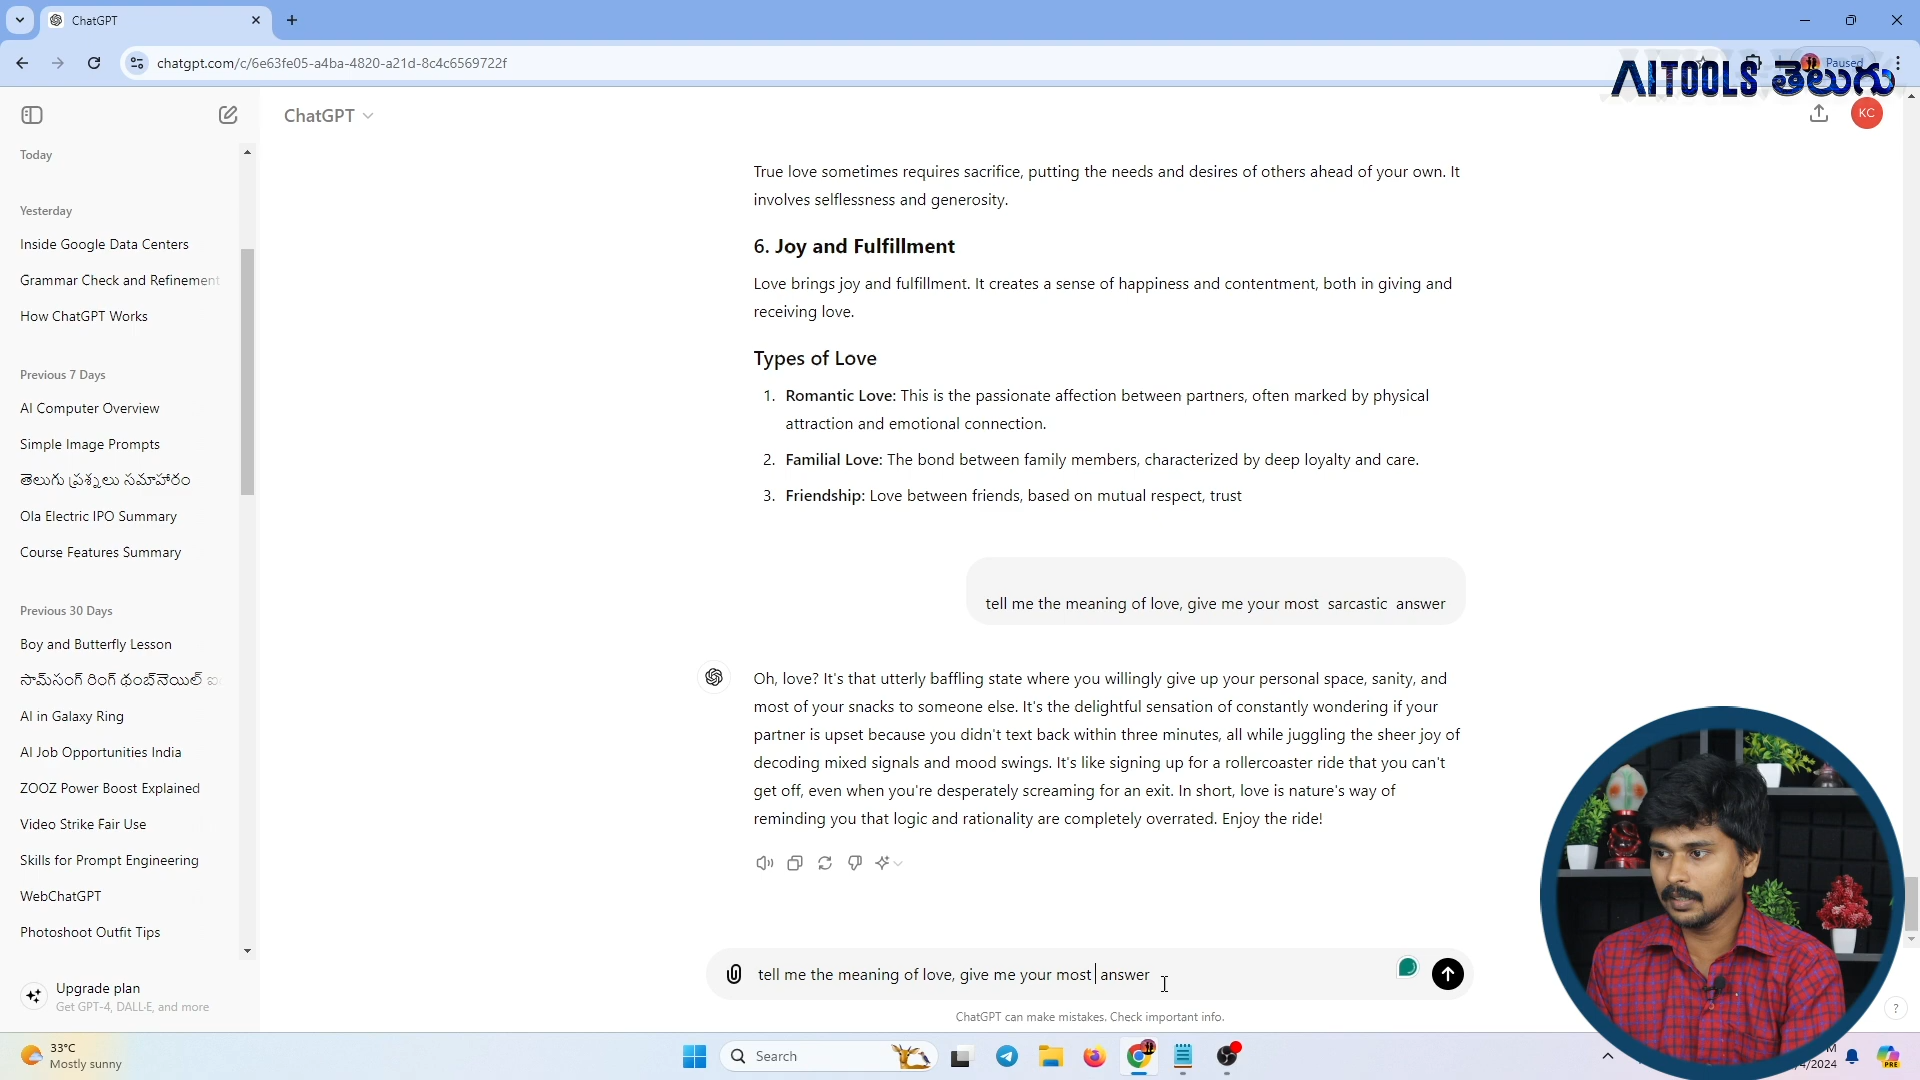 ChatGPT
chatgpt.com/c/6e63fe05-a4ba-4820-a21d-8c4c6569722f
Paused
AITOOLS తెలుగు
ChatGPT
KC
Today
Yesterday
Inside Google Data Centers
Grammar Check and Refinement
How ChatGPT Works
Previous 7 Days
AI Computer Overview
Simple Image Prompts
తెలుగు ప్రశ్నలు సమాహారం
Ola Electric IPO Summary
Course Features Summary
Previous 30 Days
Boy and Butterfly Lesson
సామ్‌సంగ్ రింగ్ థంబ్‌నెయిల్
AI in Galaxy Ring
AI Job Opportunities India
ZOOZ Power Boost Explained
Video Strike Fair Use
Skills for Prompt Engineering
WebChatGPT
Photoshoot Outfit Tips
Upgrade plan
Get GPT-4, DALL·E, and more
True love sometimes requires sacrifice, putting the needs and desires of others ahead of your own. It
involves selflessness and generosity.
6. Joy and Fulfillment
Love brings joy and fulfillment. It creates a sense of happiness and contentment, both in giving and
receiving love.
Types of Love
1. Romantic Love: This is the passionate affection between partners, often marked by physical
attraction and emotional connection.
2. Familial Love: The bond between family members, characterized by deep loyalty and care.
3. Friendship: Love between friends, based on mutual respect, trust
tell me the meaning of love, give me your most sarcastic answer
Oh, love? It's that utterly baffling state where you willingly give up your personal space, sanity, and
most of your snacks to someone else. It's the delightful sensation of constantly wondering if your
partner is upset because you didn't text back within three minutes, all while juggling the sheer joy of
decoding mixed signals and mood swings. It's like signing up for a rollercoaster ride that you can't
get off, even when you're desperately screaming for an exit. In short, love is nature's way of
reminding you that logic and rationality are completely overrated. Enjoy the ride!
tell me the meaning of love, give me your most answer
ChatGPT can make mistakes. Check important info.
?
33°C
Mostly sunny
Search
M
/2024
PRE